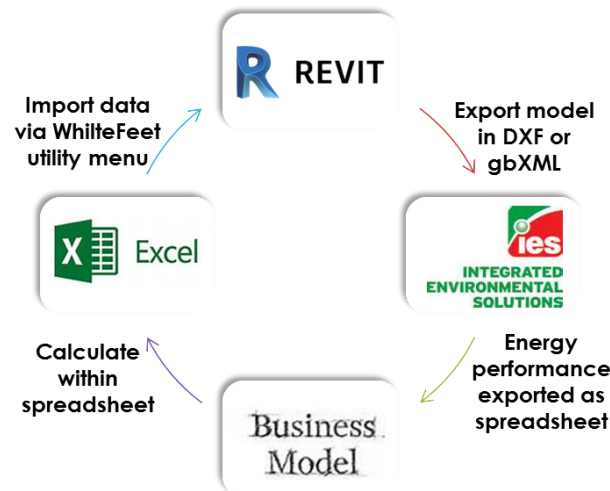 R REVIT
Export model
in DXF or
gbXML
ies
INTEGRATED
ENVIRONMENTAL
SOLUTIONS
Energy
performance
exported as
spreadsheet
Business
Model
Calculate
within
spreadsheet
X Excel
Import data
via WhilteFeet
utility menu